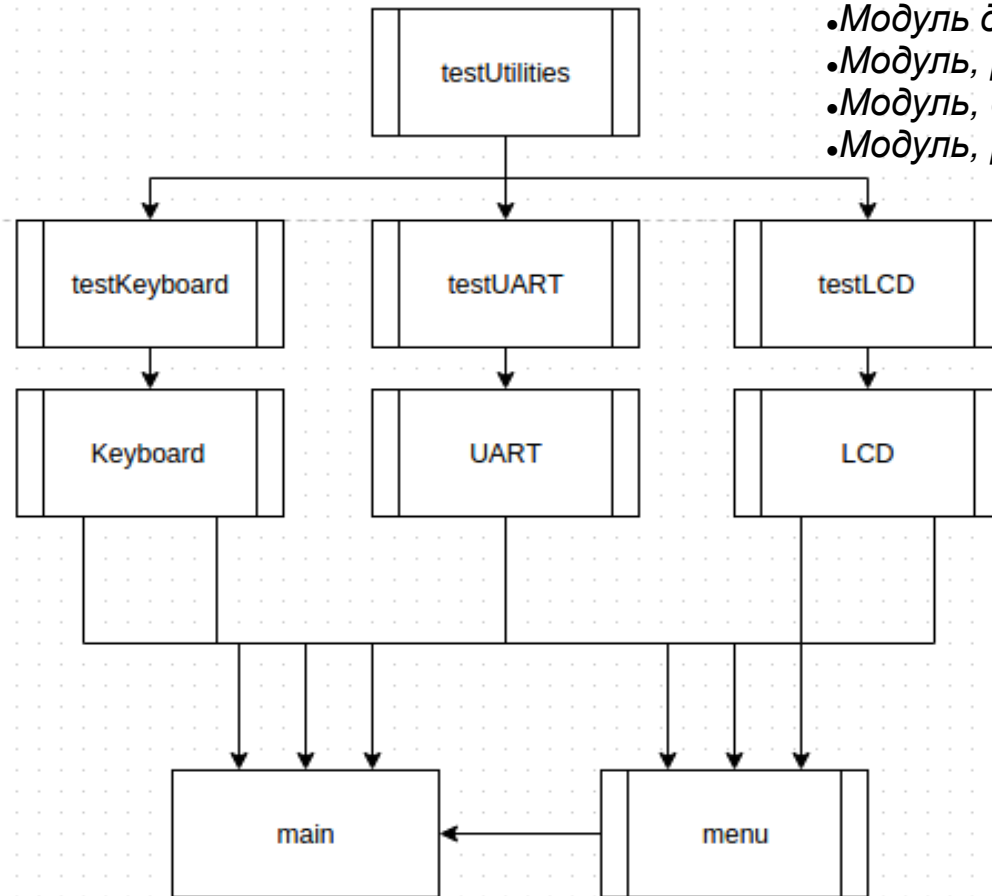 •Модуль
•Модуль,
•Модуль,
•Модуль,
testUtilities
testKeyboard testUART testLCD
Keyboard UART LCD
main menu